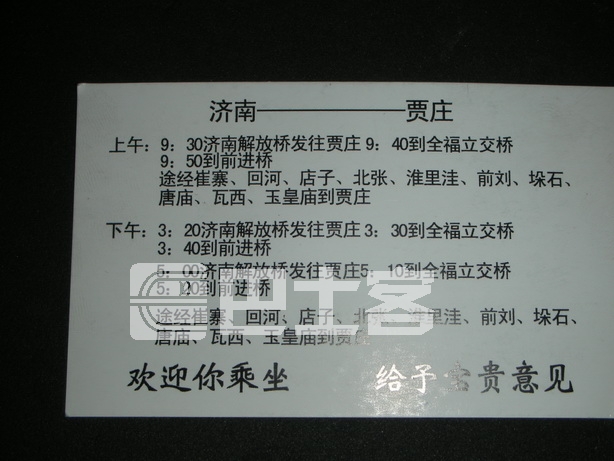 济南——————贾庄
上午：9：30济南解放桥发往贾庄 9：40到全福立交桥
9：50到前进桥
途经崔寨、回河、店子、北张、淮里洼、前刘、垛石、
唐庙、瓦西、玉皇庙到贾庄
下午：3：20济南解放桥发往贾庄 3：30到全福立交桥
3：40到前进桥
5：00济南解放桥发往贾庄5：10到全福立交桥
5：20到前进桥
途经崔寨、回河、店子、北张、淮里洼、前刘、垛石、
唐庙、瓦西、玉皇庙到贾庄
欢迎你乘坐 给予宝贵意见
巴士客